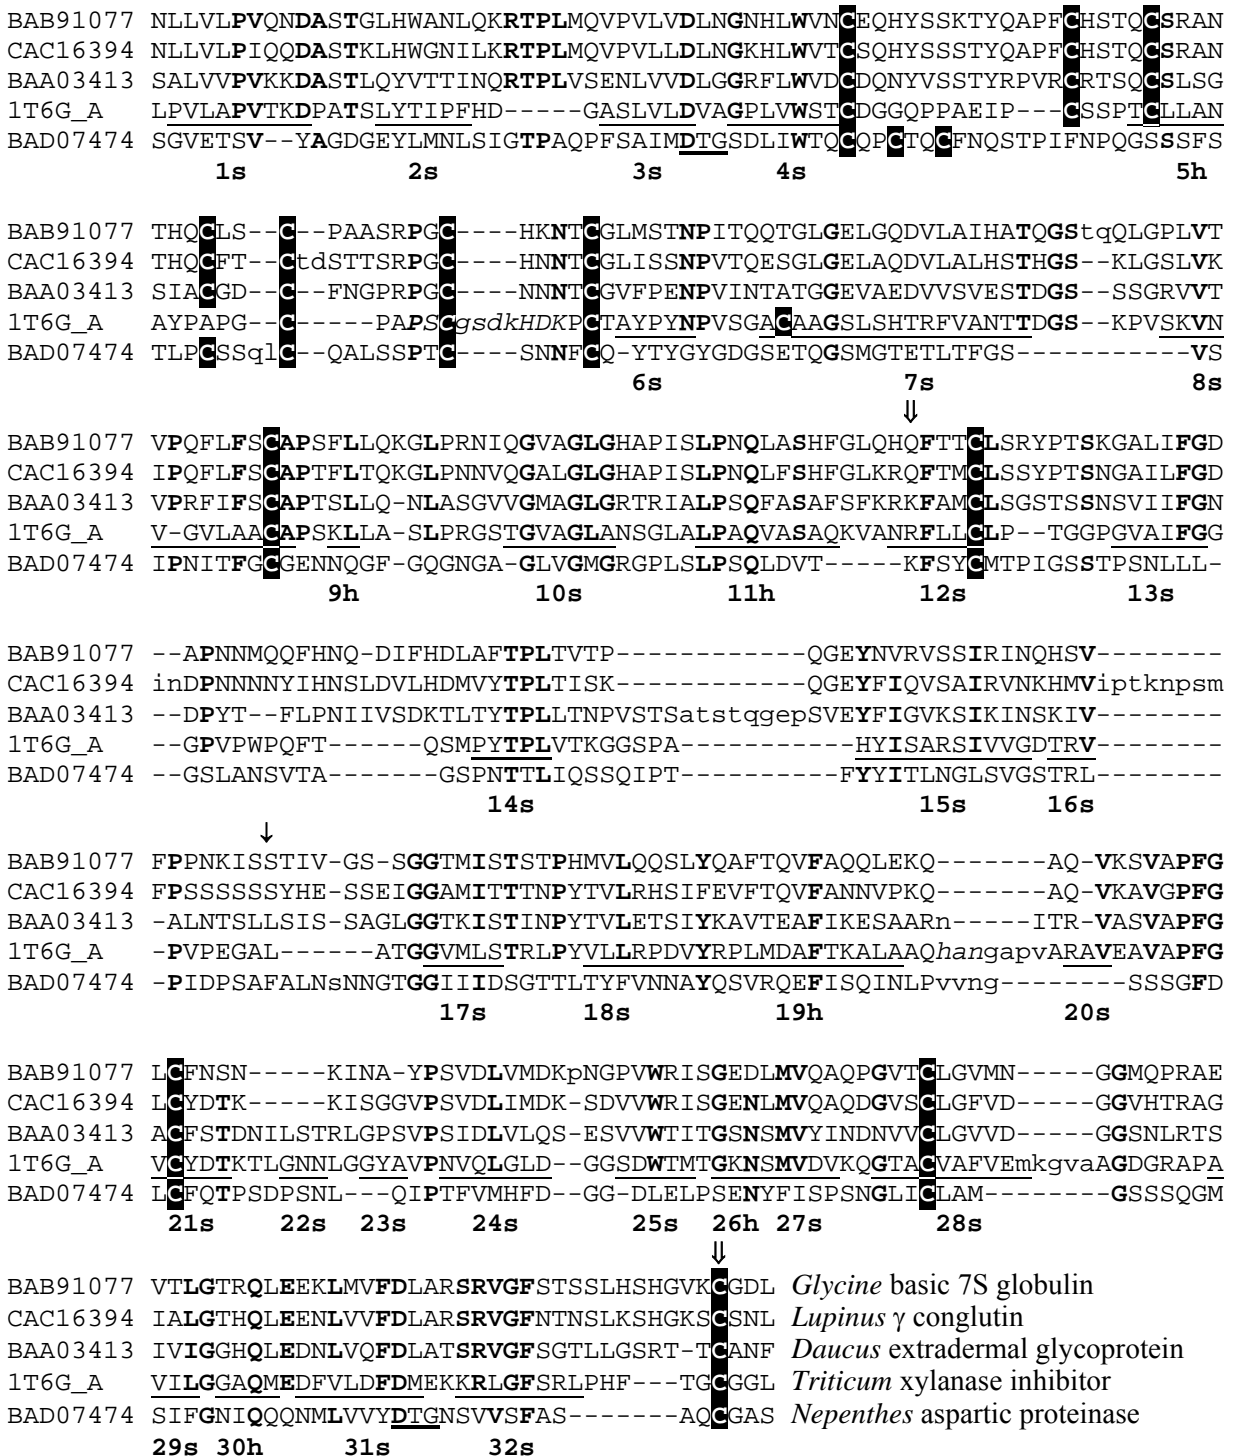 BAB91077 NLLVLPVQNDASTGLHWANLQKRTPLMQVPVLVDLNGNHLWVNCEQHYSSKTYQAPFCHSTQCSRAN
CAC16394 NLLVLPIQQDASTKLHWGNILKRTPLMQVPVLLDLNGKHLWVTCSQHYSSSTYQAPFCHSTQCSRAN
BAA03413 SALVVPVKKDASTLQYVTTINQRTPLVSENLVVDLGGRFLWVDCDQNYVSSTYRPVRCRTSQCSLSG
1T6G_A LPVLAPVTKDPATSLYTIPFHD-----GASLVLDVAGPLVWSTCDGGQPPAEIP---CSSPTCLLAN
BAD07474 SGVETSV--YAGDGEYLMNLSIGTPAQPFSAIMDTGSDLIWTQCQPCTQCFNQSTPIFNPQGSSSFS
1s 2s 3s 4s 5h
BAB91077 THQCLS--C--PAASRPGC----HKNTCGLMSTNPITQQTGLGELGQDVLAIHATQGStqQLGPLVT
CAC16394 THQCFT--CtdSTTSRPGC----HNNTCGLISSNPVTQESGLGELAQDVLALHSTHGS--KLGSLVK
BAA03413 SIACGD--C--FNGPRPGC----NNNTCGVFPENPVINTATGGEVAEDVVSVESTDGS--SSGRVVT
1T6G_A AYPAPG--C-----PAPSCgsdkHDKPCTAYPYNPVSGACAAGSLSHTRFVANTTDGS--KPVSKVN
BAD07474 TLPCSSqlC--QALSSPTC----SNNFCQ-YTYGYGDGSETQGSMGTETLTFGS-----------VS
6s 7s 8s
⇓
BAB91077 VPQFLFSCAPSFLLQKGLPRNIQGVAGLGHAPISLPNQLASHFGLQHQFTTCLSRYPTSKGALIFGD
CAC16394 IPQFLFSCAPTFLTQKGLPNNVQGALGLGHAPISLPNQLFSHFGLKRQFTMCLSSYPTSNGAILFGD
BAA03413 VPRFIFSCAPTSLLQ-NLASGVVGMAGLGRTRIALPSQFASAFSFKRKFAMCLSGSTSSNSVIIFGN
1T6G_A V-GVLAACAPSKLLA-SLPRGSTGVAGLANSGLALPAQVASAQKVANRFLLCLP--TGGPGVAIFGG
BAD07474 IPNITFGCGENNQGF-GQGNGA-GLVGMGRGPLSLPSQLDVT-----KFSYCMTPIGSSTPSNLLL-
9h 10s 11h 12s 13s
BAB91077 --APNNMQQFHNQ-DIFHDLAFTPLTVTP------------QGEYNVRVSSIRINQHSV--------
CAC16394 inDPNNNNYIHNSLDVLHDMVYTPLTISK------------QGEYFIQVSAIRVNKHMViptknpsm
BAA03413 --DPYT--FLPNIIVSDKTLTYTPLLTNPVSTSatstqgepSVEYFIGVKSIKINSKIV--------
1T6G_A --GPVPWPQFT------QSMPYTPLVTKGGSPA-----------HYISARSIVVGDTRV--------
BAD07474 --GSLANSVTA-------GSPNTTLIQSSQIPT----------FYYITLNGLSVGSTRL--------
14s 15s 16s
↓
BAB91077 FPPNKISSTIV-GS-SGGTMISTSTPHMVLQQSLYQAFTQVFAQQLEKQ-------AQ-VKSVAPFG
CAC16394 FPSSSSSSYHE-SSEIGGAMITTTNPYTVLRHSIFEVFTQVFANNVPKQ-------AQ-VKAVGPFG
BAA03413 -ALNTSLLSIS-SAGLGGTKISTINPYTVLETSIYKAVTEAFIKESAARn-----ITR-VASVAPFG
1T6G_A -PVPEGAL------ATGGVMLSTRLPYVLLRPDVYRPLMDAFTKALAAQhangapvARAVEAVAPFG
BAD07474 -PIDPSAFALNsNNGTGGIIIDSGTTLTYFVNNAYQSVRQEFISQINLPvvng--------SSSGFD
17s 18s 19h 20s
BAB91077 LCFNSN-----KINA-YPSVDLVMDKpNGPVWRISGEDLMVQAQPGVTCLGVMN-----GGMQPRAE
CAC16394 LCYDTK-----KISGGVPSVDLIMDK-SDVVWRISGENLMVQAQDGVSCLGFVD-----GGVHTRAG
BAA03413 ACFSTDNILSTRLGPSVPSIDLVLQS-ESVVWTITGSNSMVYINDNVVCLGVVD-----GGSNLRTS
1T6G_A VCYDTKTLGNNLGGYAVPNVQLGLD--GGSDWTMTGKNSMVDVKQGTACVAFVEmkgvaAGDGRAPA
BAD07474 LCFQTPSDPSNL---QIPTFVMHFD--GG-DLELPSENYFISPSNGLICLAM--------GSSSQGM
21s 22s 23s 24s 25s 26h 27s 28s
⇓
BAB91077 VTLGTRQLEEKLMVFDLARSRVGFSTSSLHSHGVKCGDL Glycine basic 7S globulin
CAC16394 IALGTHQLEENLVVFDLARSRVGFNTNSLKSHGKSCSNL Lupinus γ conglutin
BAA03413 IVIGGHQLEDNLVQFDLATSRVGFSGTLLGSRT-TCANF Daucus extradermal glycoprotein
1T6G_A VILGGAQMEDFVLDFDMEKKRLGFSRLPHF---TGCGGL Triticum xylanase inhibitor
BAD07474 SIFGNIQQQNMLVVYDTGNSVVSFAS-------AQCGAS Nepenthes aspartic proteinase
29s 30h 31s 32s